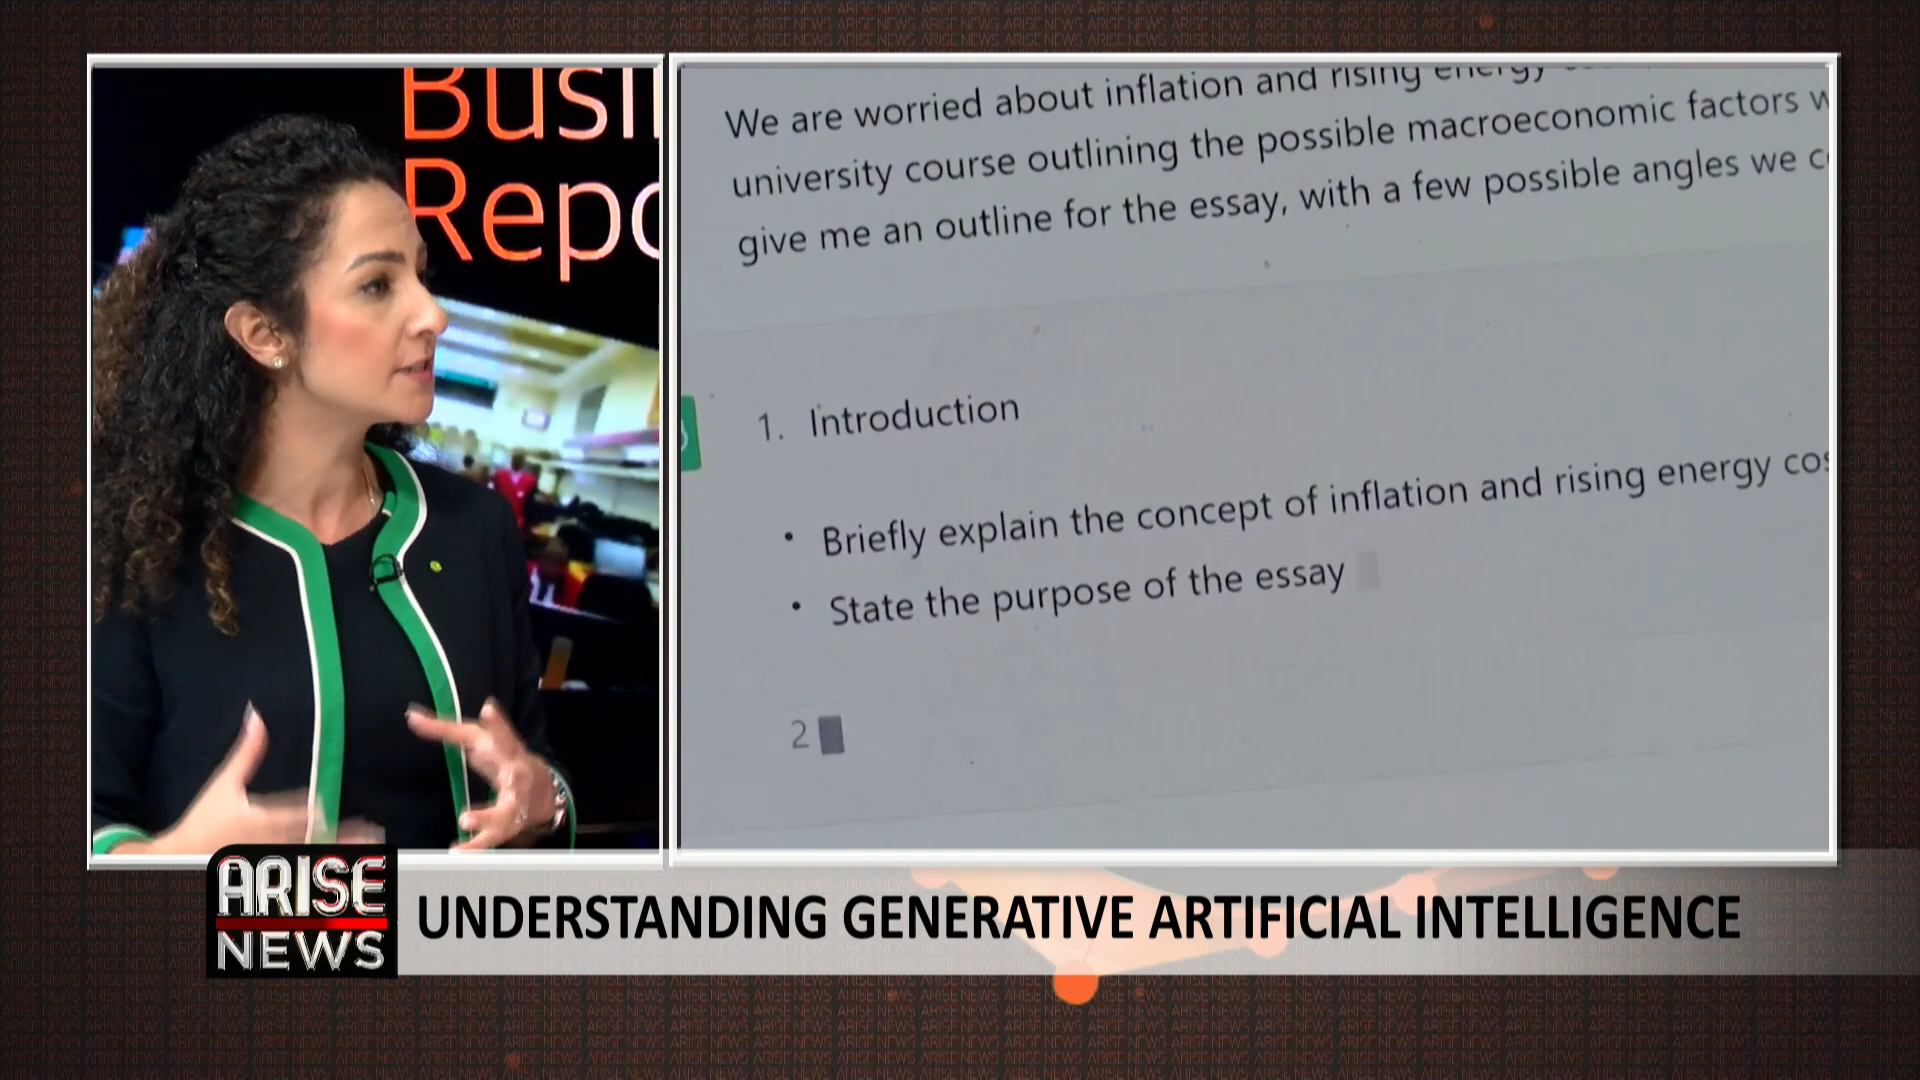 Busi
Repo
We are worried about inflation and rising energy
university course outlining the possible macroeconomic factors w
give me an outline for the essay, with a few possible angles we c
1. Introduction
• Briefly explain the concept of inflation and rising energy cos
• State the purpose of the essay
2
ARISE
NEWS
UNDERSTANDING GENERATIVE ARTIFICIAL INTELLIGENCE